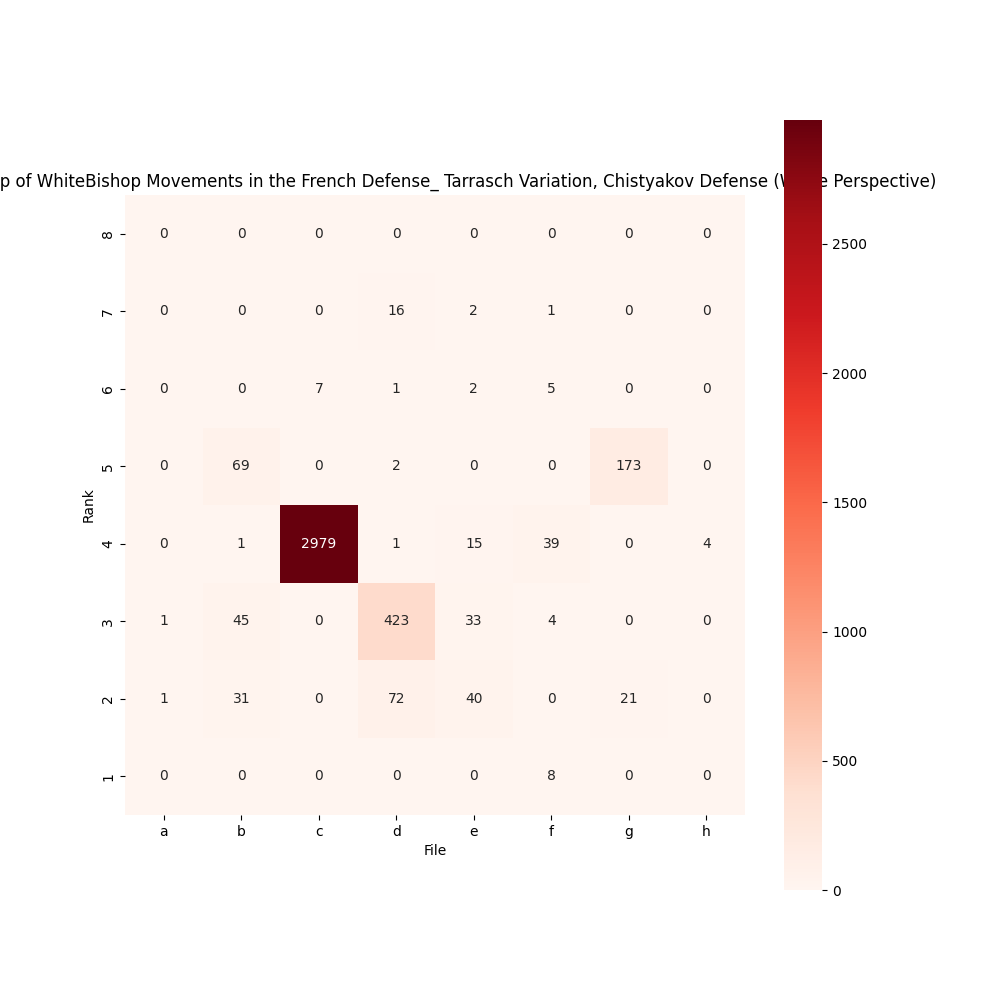 p of WhiteBishop Movements in the French Defense_ Tarrasch Variation, Chistyakov Defense ( Perspective)
8 0 0 0 0 0 0 0 0
7 0 0 0 16 2 1 0 0
6 0 0 7 1 2 5 0 0
5 0 69 0 2 0 0 173 0
4 0 1 2979 1 15 39 0 4
3 1 45 0 423 33 4 0 0
2 1 31 0 72 40 0 21 0
1 0 0 0 0 0 8 0 0
a b c d e f g h
File
Rank
2500
2000
1500
1000
500
0